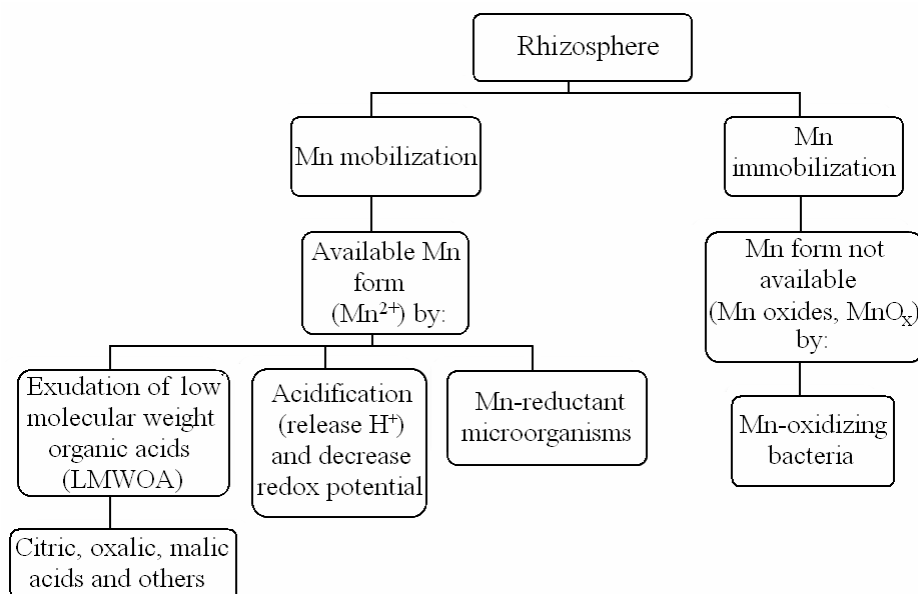 Rhizosphere
Mn mobilization
Mn
immobilization
Available Mn
form
(Mn²⁺) by:
Mn form not
available
(Mn oxides, MnOₓ)
by:
Exudation of low
molecular weight
organic acids
(LMWOA)
Acidification
(release H⁺)
and decrease
redox potential
Mn-reductant
microorganisms
Mn-oxidizing
bacteria
Citric, oxalic, malic
acids and others